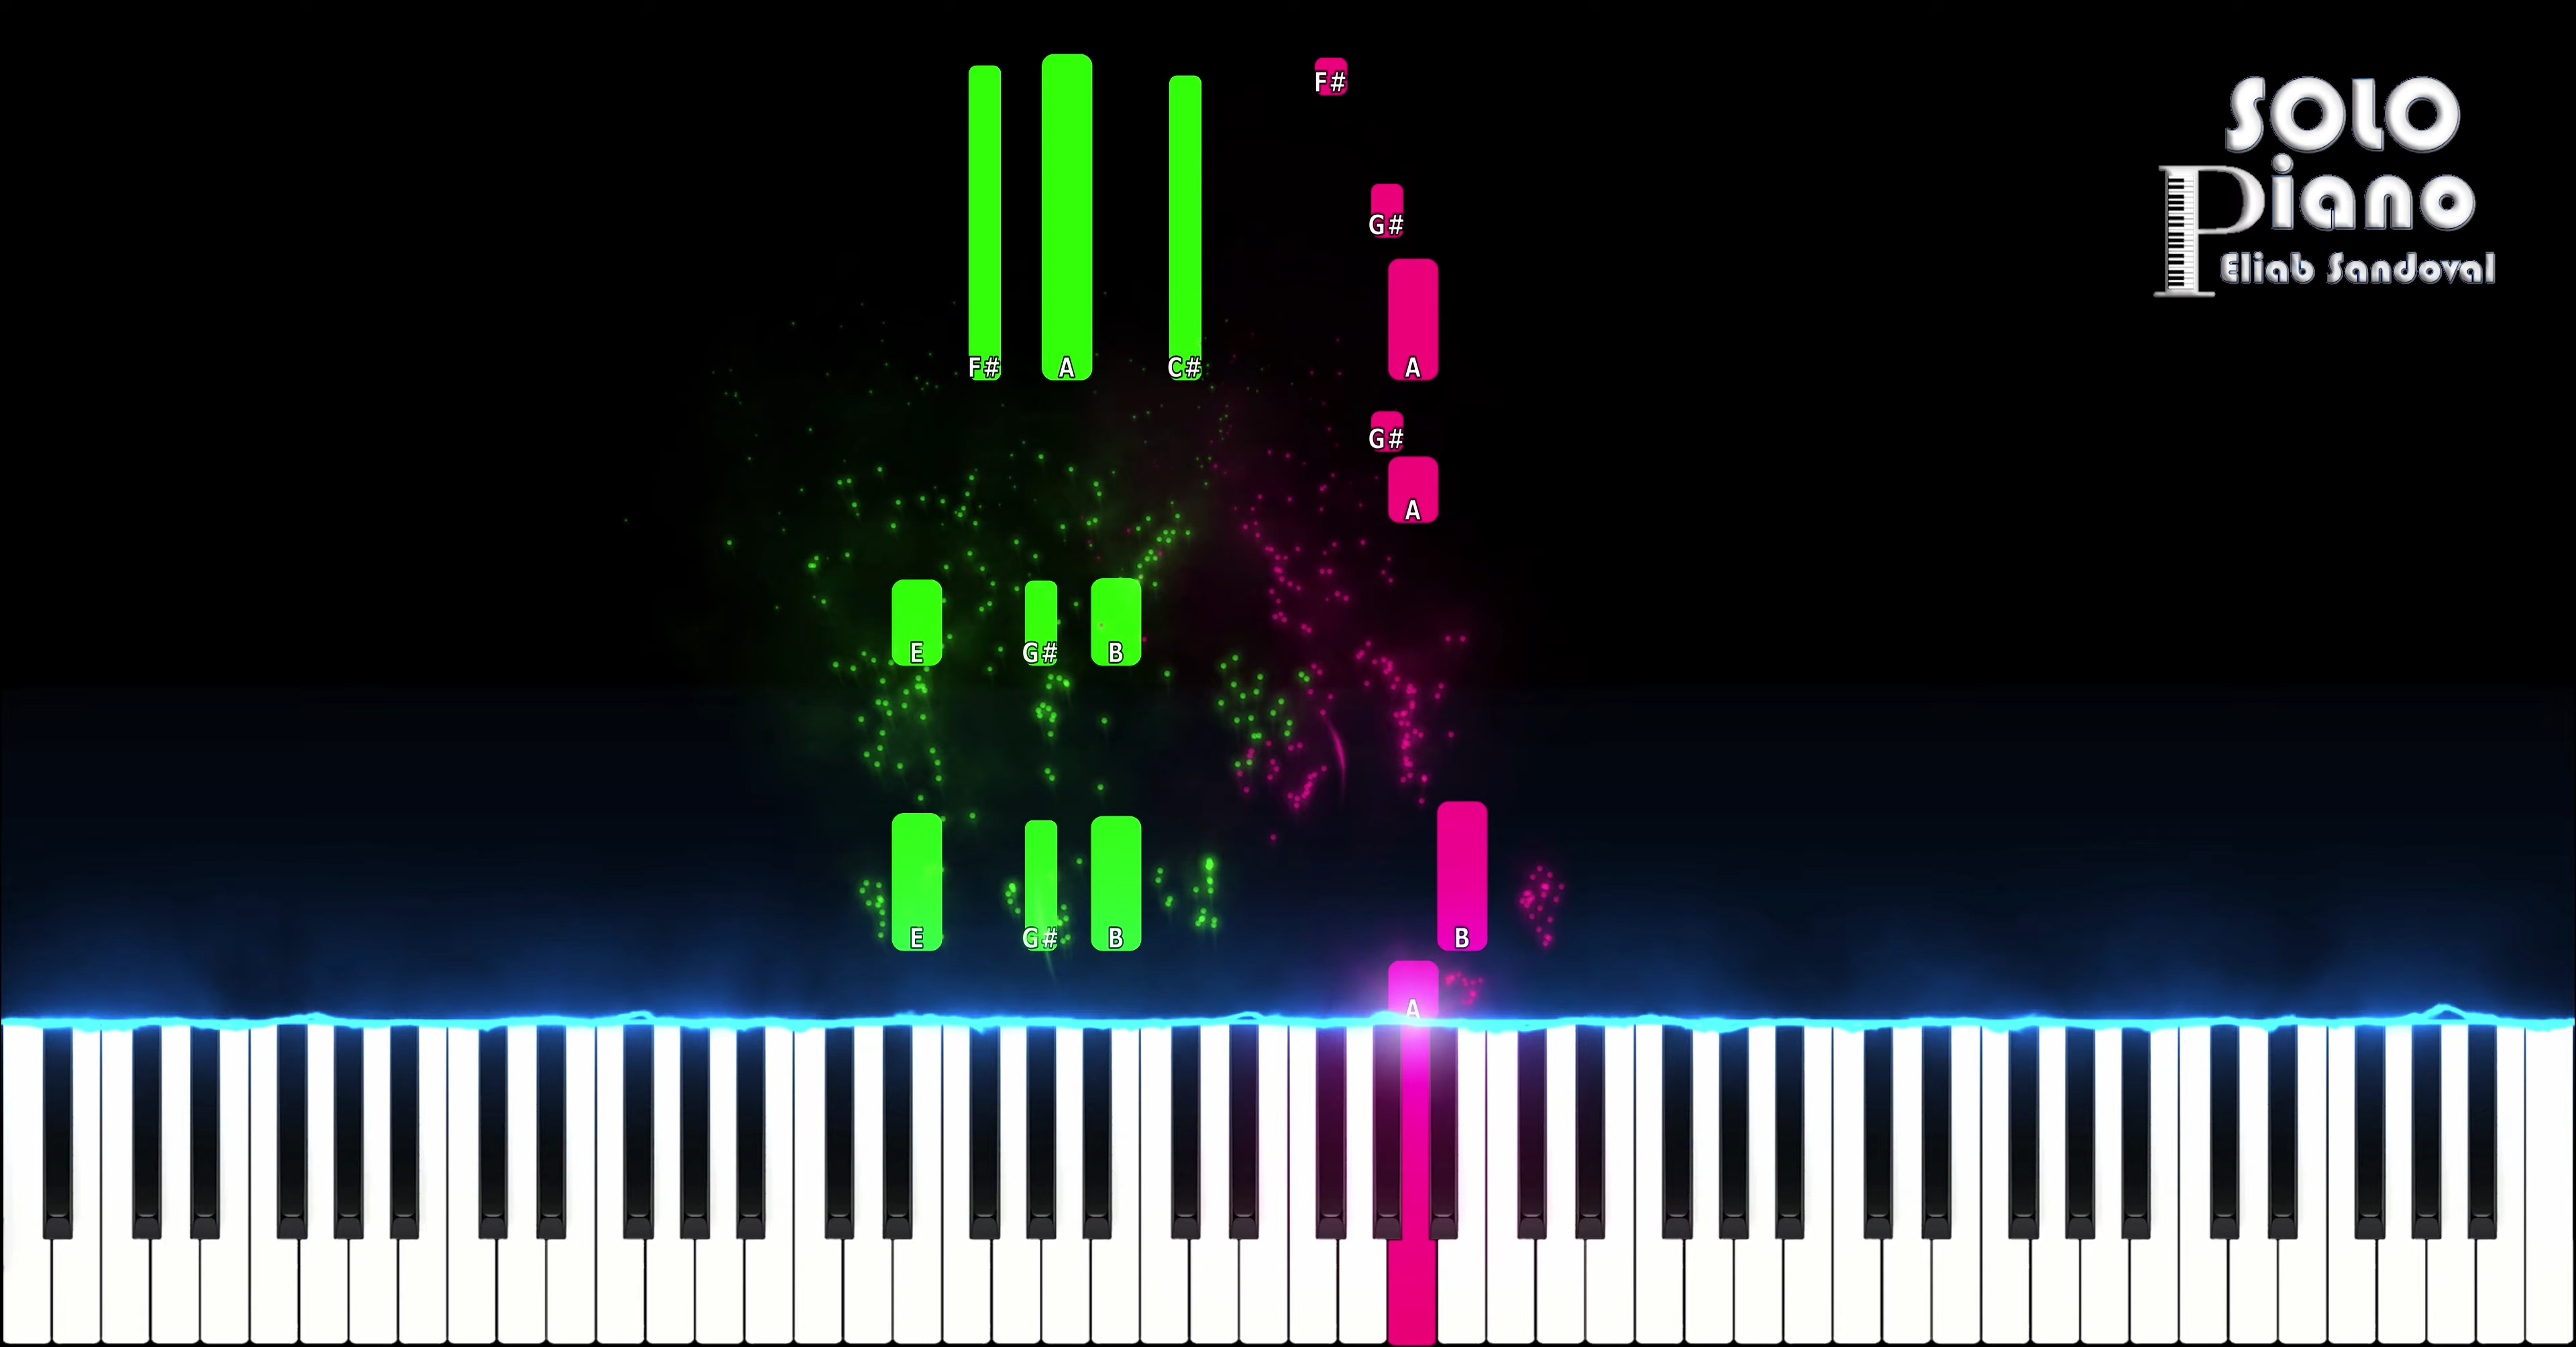 F#
SOLO
Piano
Eliab Sandoval
G#
F# A C# A
G#
A
E G# B
E G# B B
A